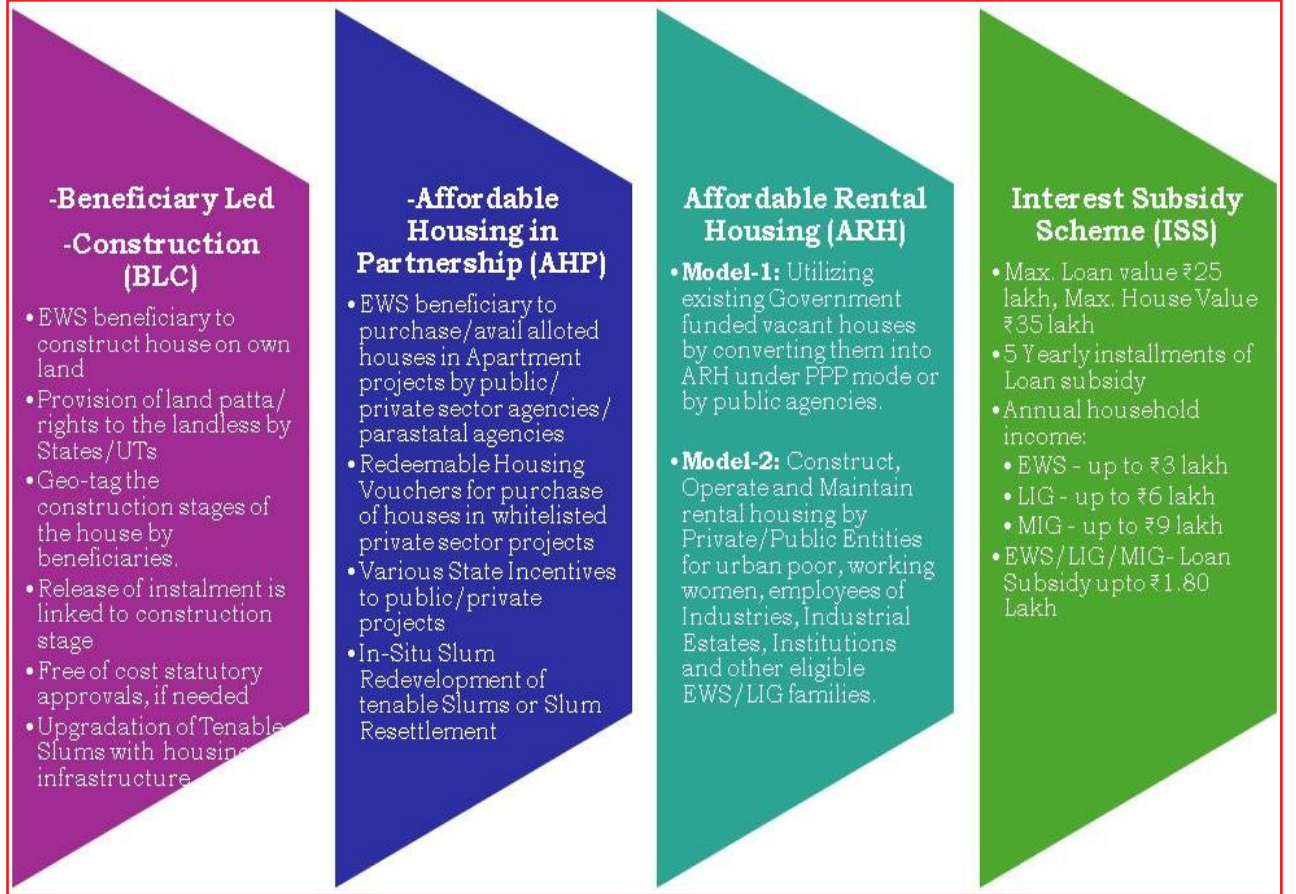 -Beneficiary Led
-Construction
(BLC)
• EWS beneficiary to
construct house on own
land
• Provision of land patta/
rights to the landless by
States/UTs
• Geo-tag the
construction stages of
the house by
beneficiaries.
• Release of instalment is
linked to construction
stage
• Free of cost statutory
approvals, if needed
• Upgradation of Tenable
Slums with housing
infrastructure
-Affordable
Housing in
Partnership (AHP)
• EWS beneficiary to
purchase/avail alloted
houses in Apartment
projects by public/
private sector agencies/
parastatal agencies
• Redeemable Housing
Vouchers for purchase
of houses in whitelisted
private sector projects
• Various State Incentives
to public/private
projects
• In-Situ Slum
Redevelopment of
tenable Slums or Slum
Resettlement
Affordable Rental
Housing (ARH)
• Model-1: Utilizing
existing Government
funded vacant houses
by converting them into
ARH under PPP mode or
by public agencies.
• Model-2: Construct,
Operate and Maintain
rental housing by
Private/Public Entities
for urban poor, working
women, employees of
Industries, Industrial
Estates, Institutions
and other eligible
EWS/LIG families.
Interest Subsidy
Scheme (ISS)
• Max. Loan value ₹25
lakh, Max. House Value
₹35 lakh
• 5 Yearly installments of
Loan subsidy
• Annual household
income:
• EWS - up to ₹3 lakh
• LIG - up to ₹6 lakh
• MIG - up to ₹9 lakh
• EWS/LIG/MIG- Loan
Subsidy upto ₹1.80
Lakh